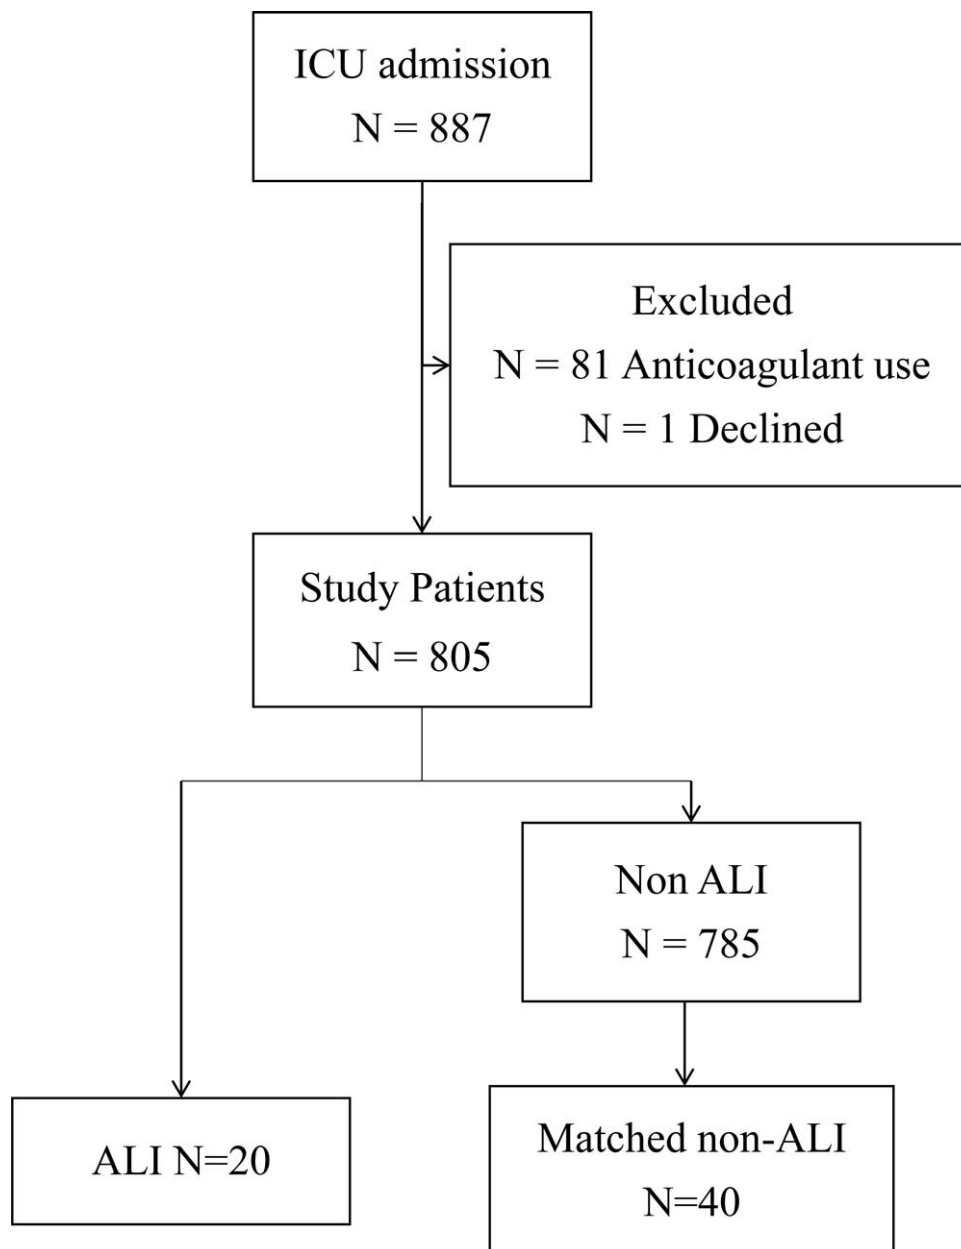 ICU admission
N = 887
Excluded
N = 81 Anticoagulant use
N = 1 Declined
Study Patients
N = 805
Non ALI
N = 785
ALI N=20
Matched non-ALI
N=40